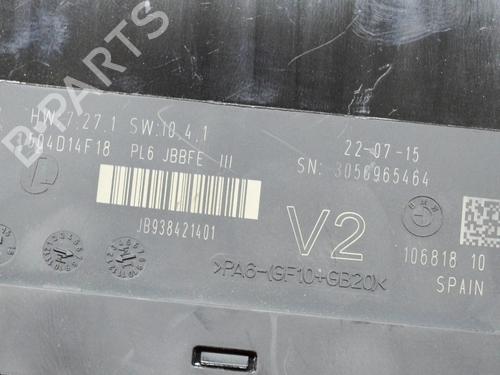 B-PARTS
HW:7.27.1 SW:10.4.1
22-07-15
1504D14F18 PL6 JBBFE III
SN: 3056965464
JB938421401
V2
106818 10
>PA6-(GF10+GB20)<
SPAIN